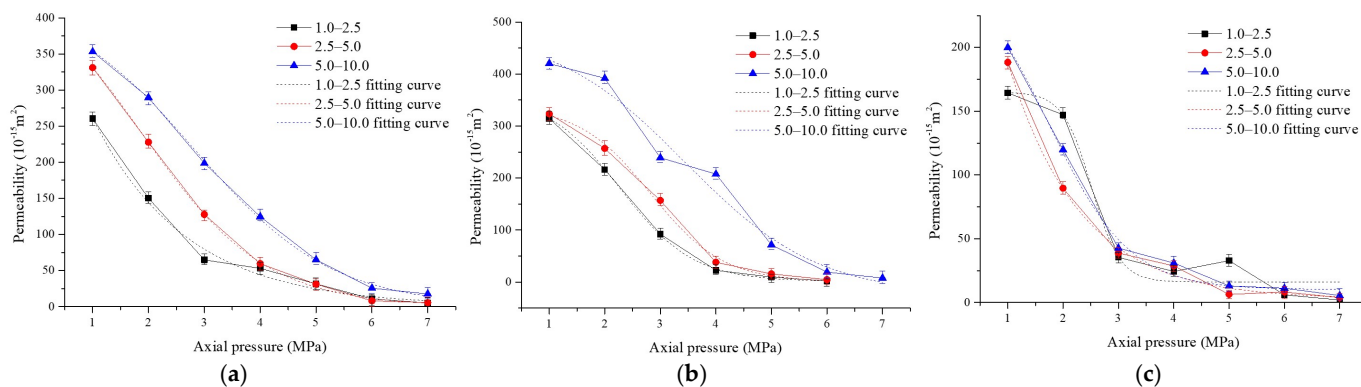 400
350
300
250
200
150
100
50
0
Permeability (10⁻¹⁵m²)
1.0–2.5
2.5–5.0
5.0–10.0
1.0–2.5 fitting curve
2.5–5.0 fitting curve
5.0–10.0 fitting curve
1 2 3 4 5 6 7
Axial pressure (MPa)
(a)
500
400
300
200
100
0
Permeability (10⁻¹⁵m²)
1.0–2.5
2.5–5.0
5.0–10.0
1.0–2.5 fitting curve
2.5–5.0 fitting curve
5.0–10.0 fitting curve
1 2 3 4 5 6 7
Axial pressure (MPa)
(b)
200
150
100
50
0
Permeability (10⁻¹⁵m²)
1.0–2.5
2.5–5.0
5.0–10.0
1.0–2.5 fitting curve
2.5–5.0 fitting curve
5.0–10.0 fitting curve
1 2 3 4 5 6 7
Axial pressure (MPa)
(c)